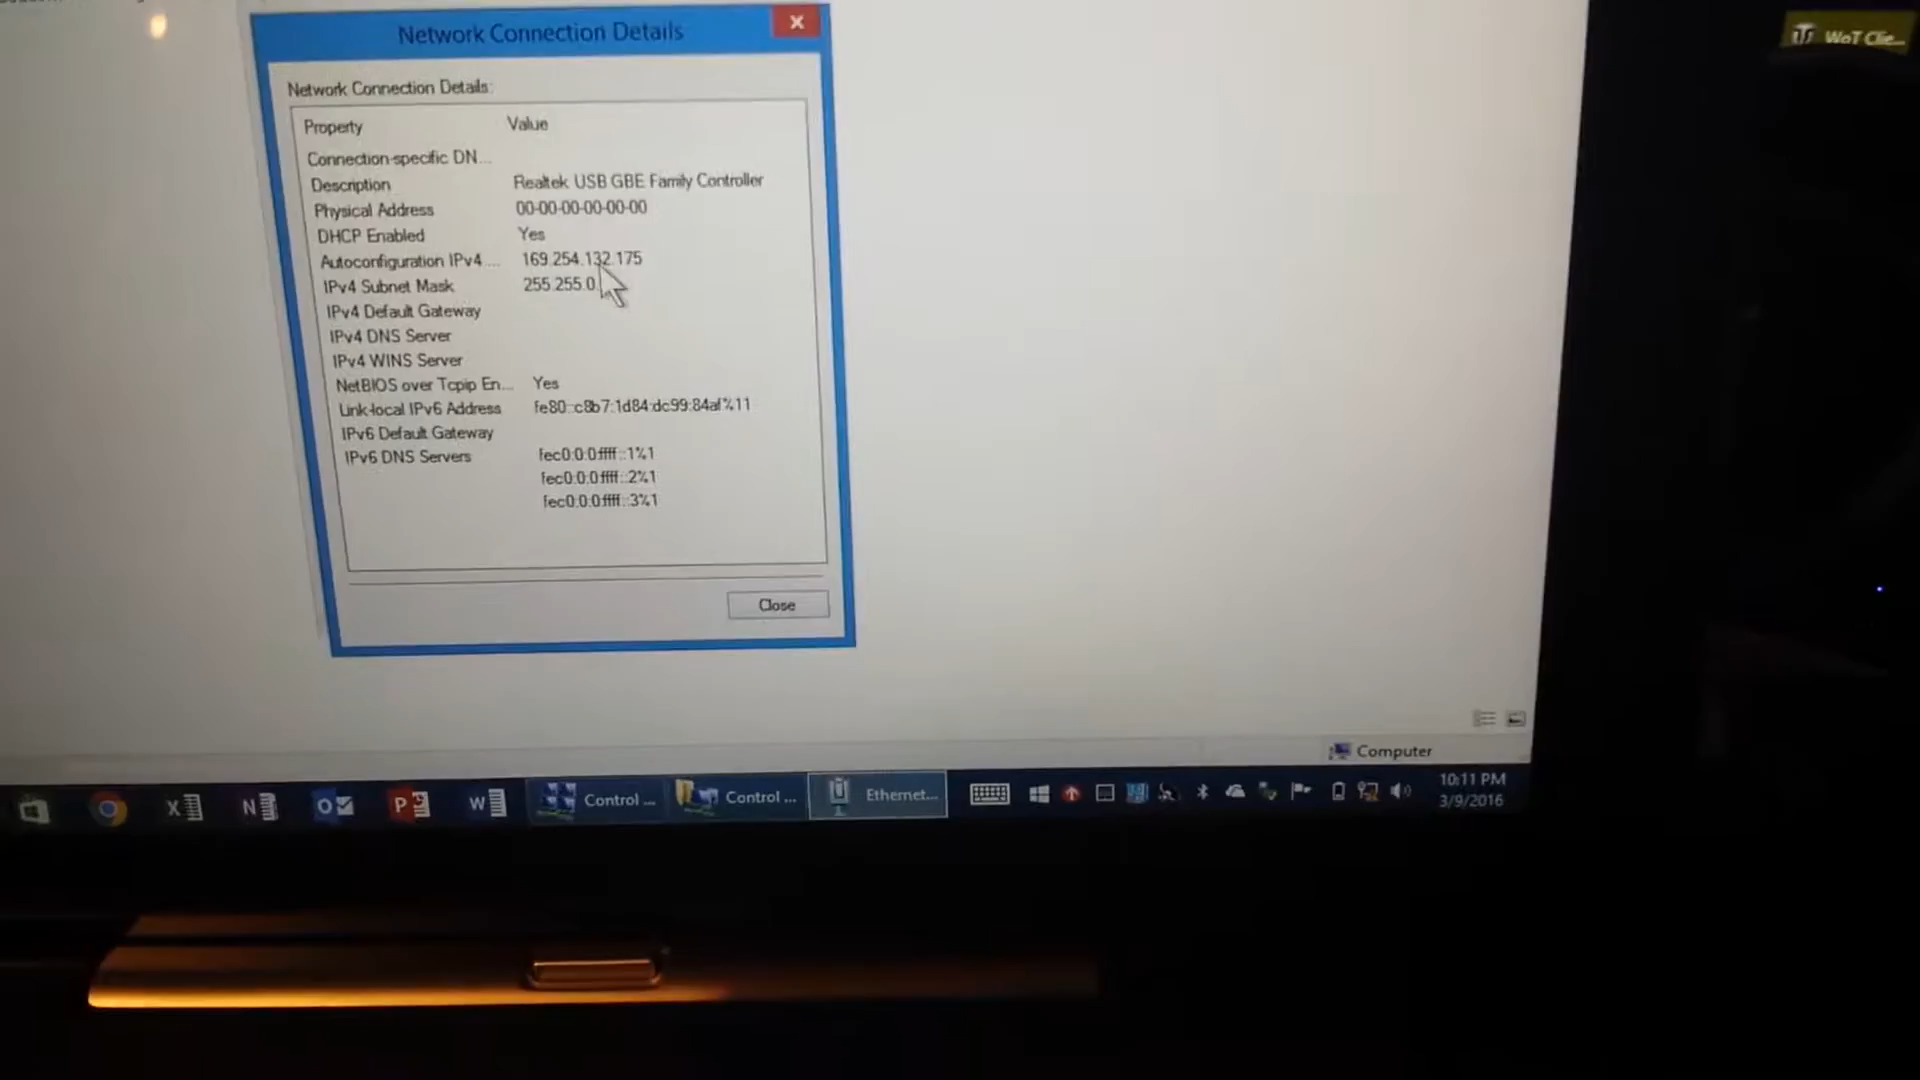 Network Connection Details
WoT Clie...
Network Connection Details:
Property Value
Connection-specific DN...
Description Realtek USB GBE Family Controller
Physical Address 00-00-00-00-00-00
DHCP Enabled Yes
Autoconfiguration IPv4 ... 169.254.132.175
IPv4 Subnet Mask 255.255.0.
IPv4 Default Gateway
IPv4 DNS Server
IPv4 WINS Server
NetBIOS over Tcpip En... Yes
Link-local IPv6 Address fe80::c8b7:1d84:dc99:84af%11
IPv6 Default Gateway
IPv6 DNS Servers fec0:0:0:ffff::1%1
fec0:0:0:ffff::2%1
fec0:0:0:ffff::3%1
Close
Computer
Control ...
Control ...
Ethernet...
10:11 PM
3/9/2016